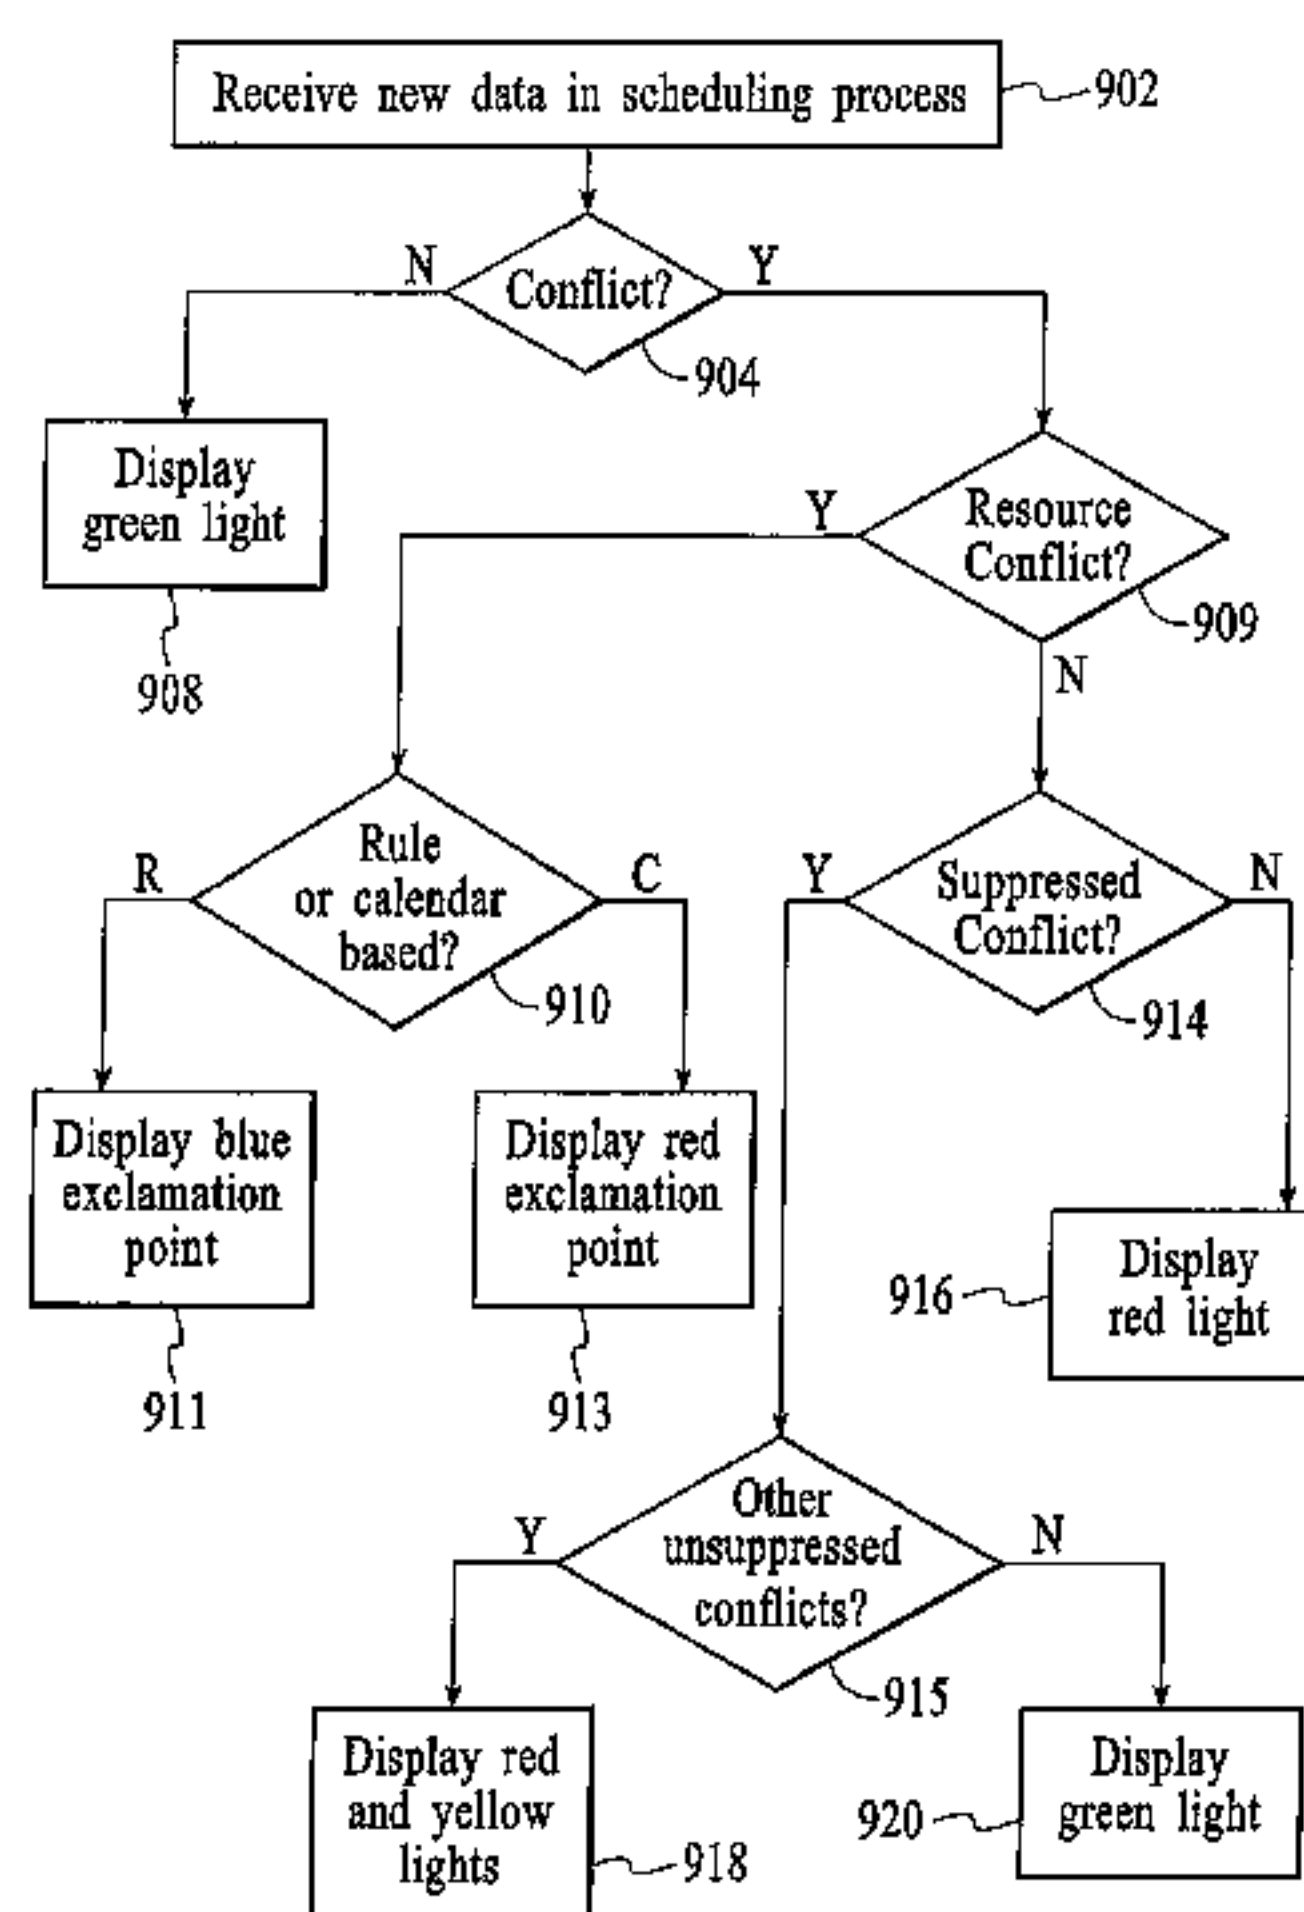 Receive new data in scheduling process
902
N
Conflict?
Y
904
Display
green light
908
Y
Resource
Conflict?
909
N
R
Rule
or calendar
based?
C
910
Y
Suppressed
Conflict?
N
914
Display blue
exclamation
point
911
Display red
exclamation
point
913
916
Display
red light
Y
Other
unsuppressed
conflicts?
N
915
Display red
and yellow
lights
918
920
Display
green light